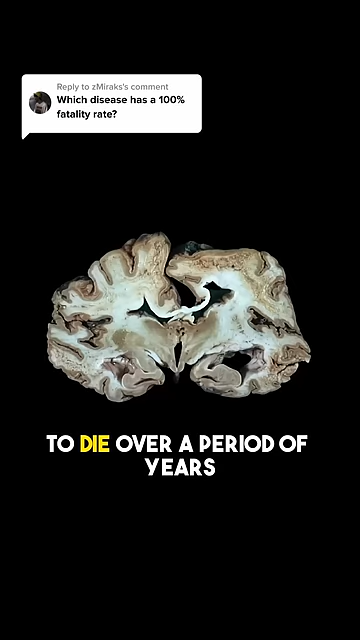 Reply to zMiraks's comment
Which disease has a 100%
fatality rate?
TO DIE OVER A PERIOD OF
YEARS